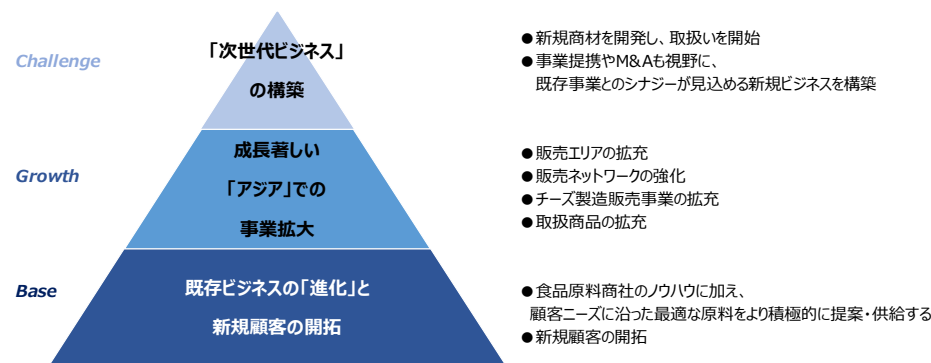 Challenge
「次世代ビジネス」
の構築
●新規商材を開発し、取扱いを開始
●事業提携やM&Aも視野に、
既存事業とのシナジーが見込める新規ビジネスを構築
Growth
成長著しい
「アジア」での
事業拡大
●販売エリアの拡充
●販売ネットワークの強化
●チーズ製造販売事業の拡充
●取扱商品の拡充
Base
既存ビジネスの「進化」と
新規顧客の開拓
●食品原料商社のノウハウに加え、
顧客ニーズに沿った最適な原料をより積極的に提案・供給する
●新規顧客の開拓